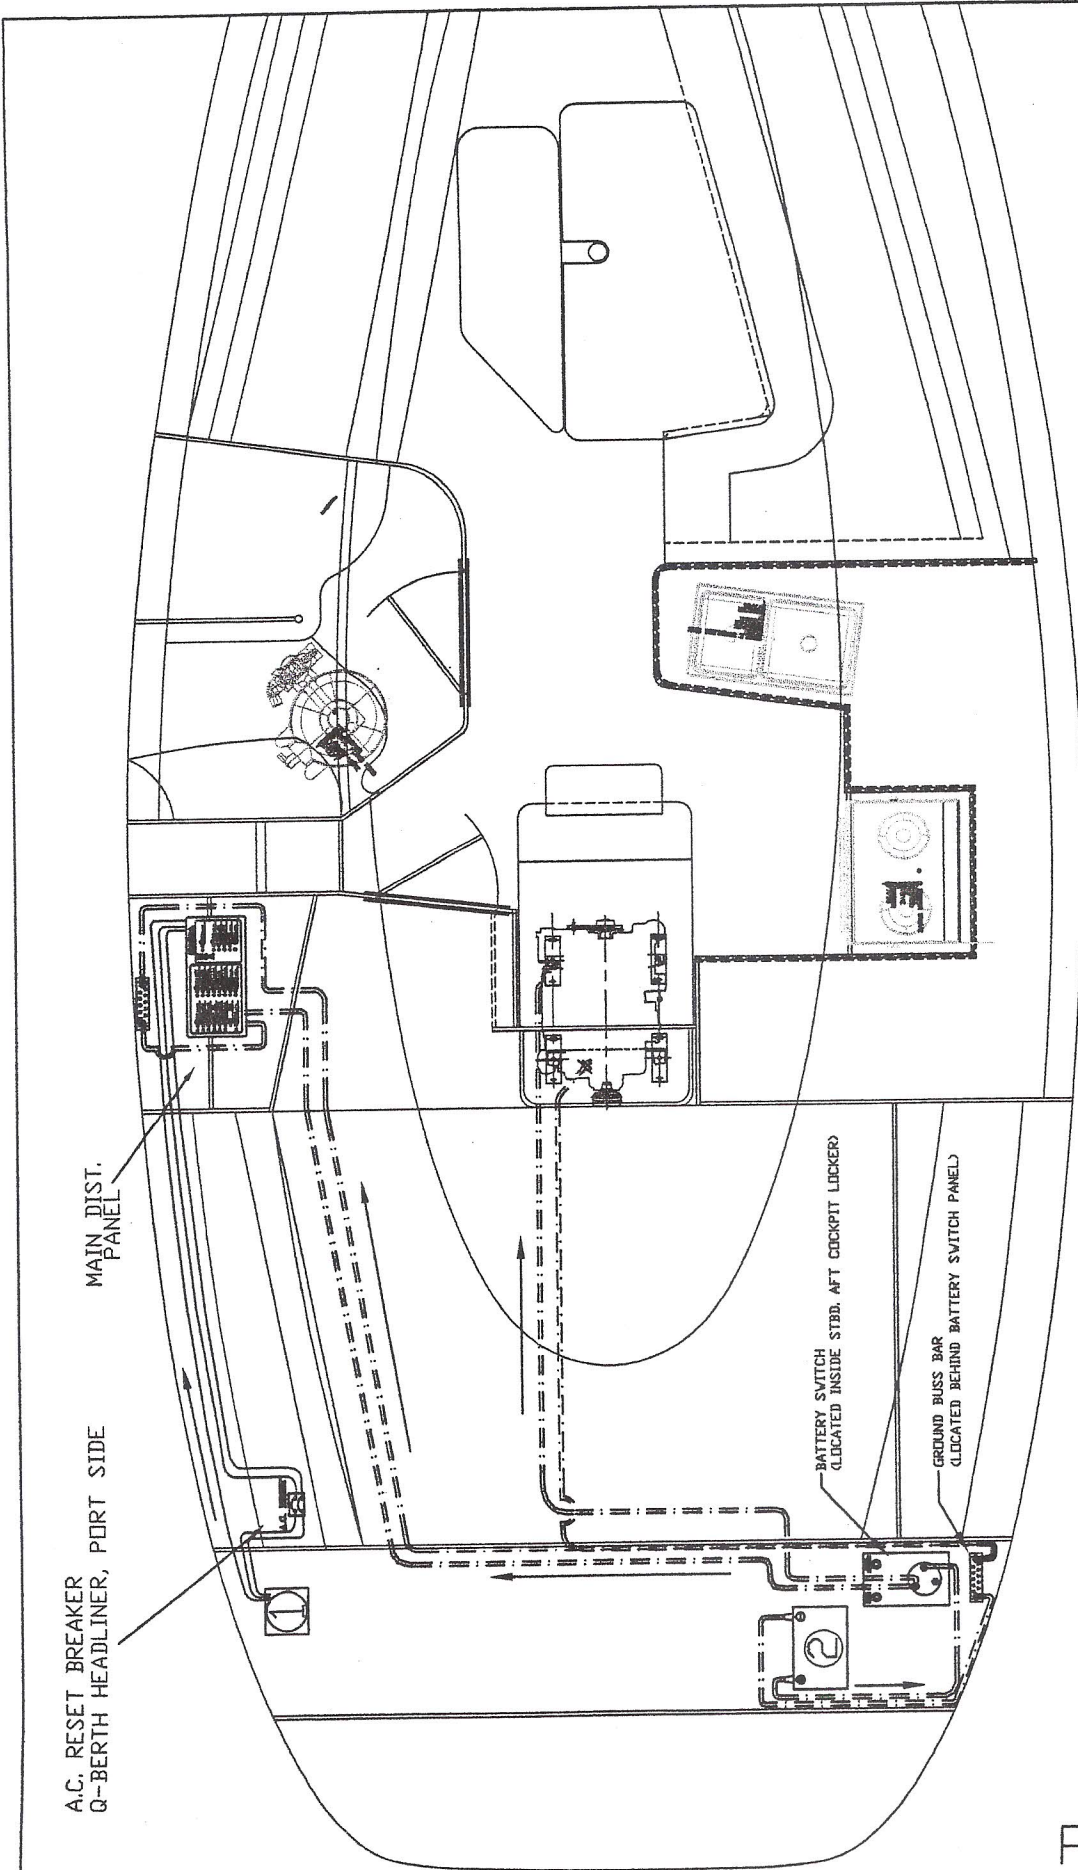 A.C. RESET BREAKER
Q-BERTH HEADLINER, PORT SIDE
MAIN DIST.
PANEL
1
2
BATTERY SWITCH
(LOCATED INSIDE STBD. AFT COCKPIT LOCKER)
GROUND BUSS BAR
(LOCATED BEHIND BATTERY SWITCH PANEL)